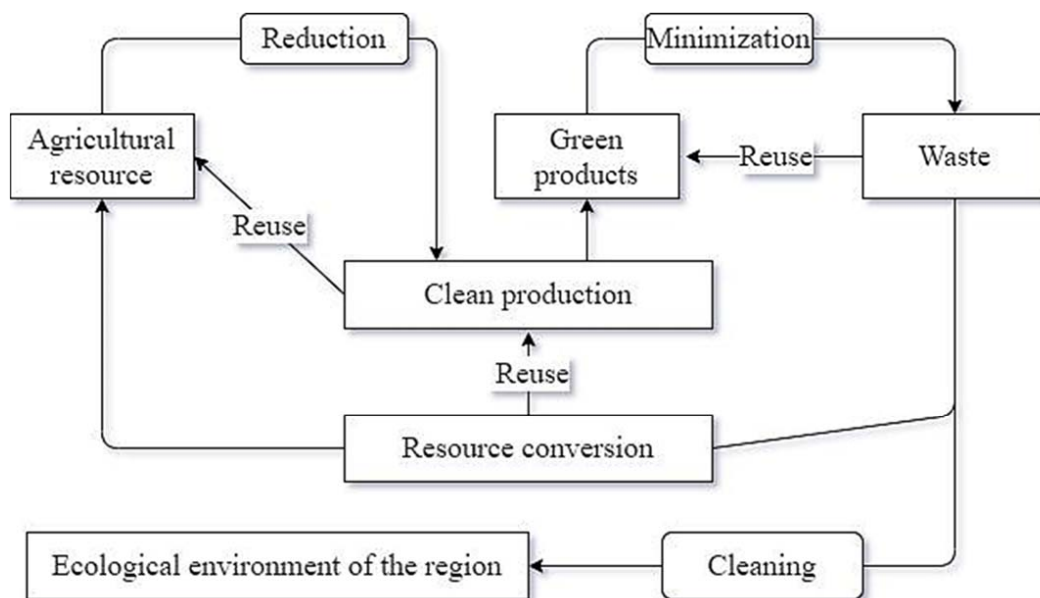 Reduction
Minimization
Agricultural
resource
Green
products
Reuse
Waste
Reuse
Clean production
Reuse
Resource conversion
Ecological environment of the region
Cleaning